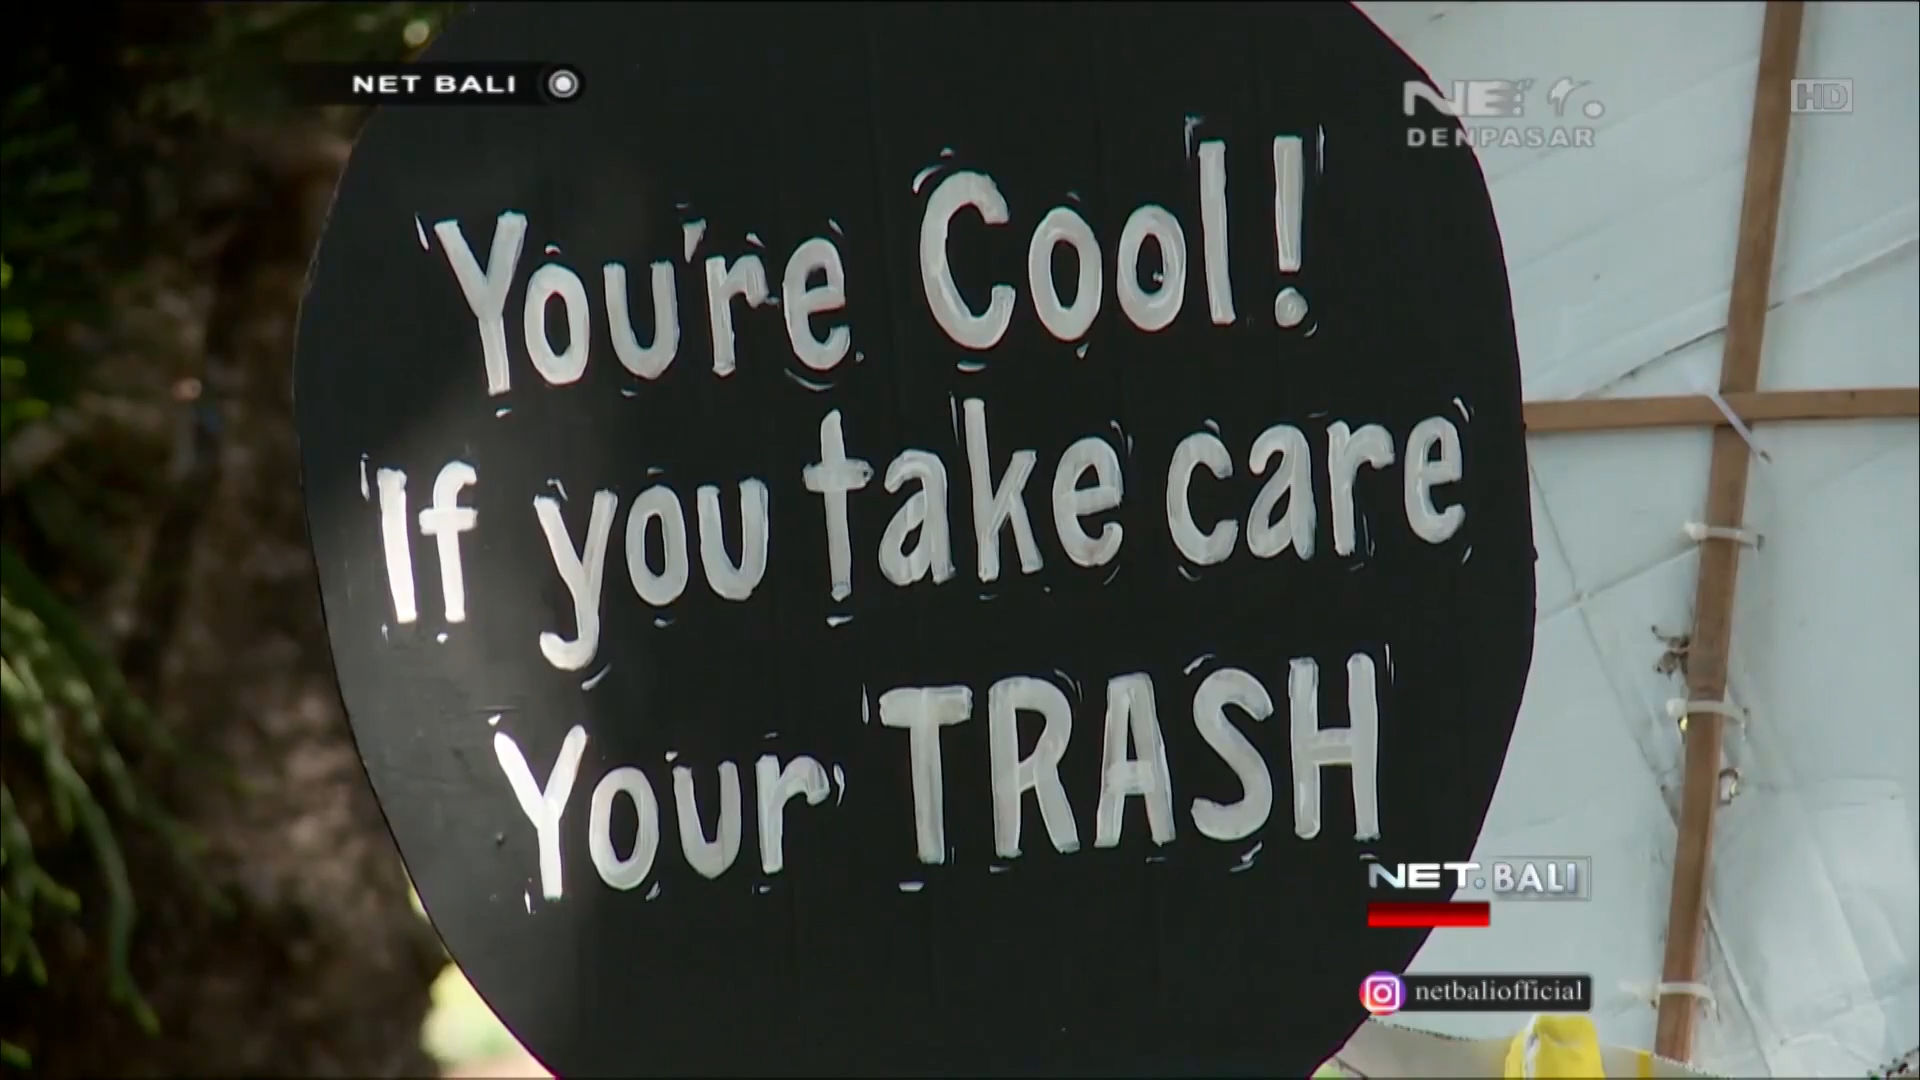 NET BALI
NET.
DENPASAR
HD
You're Cool!
If you take care
Your TRASH
NET. BALI
netbaliofficial